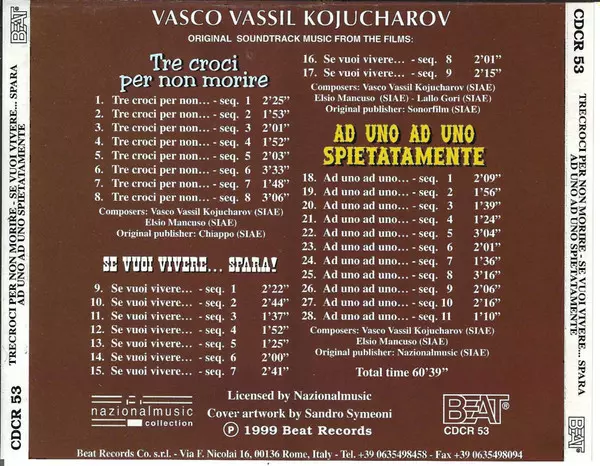 VASCO VASSIL KOJUCHAROV
ORIGINAL SOUNDTRACK MUSIC FROM THE FILMS:
Tre croci
per non morire
1. Tre croci per non... - seq. 1 2'25"
2. Tre croci per non... - seq. 2 1'53"
3. Tre croci per non... - seq. 3 2'01"
4. Tre croci per non... - seq. 4 1'52"
5. Tre croci per non... - seq. 5 2'03"
6. Tre croci per non... - seq. 6 3'33"
7. Tre croci per non... - seq. 7 1'48"
8. Tre croci per non... - seq. 8 3'06"
Composers: Vasco Vassil Kojucharov (SIAE)
Elsio Mancuso (SIAE)
Original publisher: Chiappo (SIAE)
SE VUOI VIVERE... SPARA!
9. Se vuoi vivere... - seq. 1 2'22"
10. Se vuoi vivere... - seq. 2 2'44"
11. Se vuoi vivere... - seq. 3 1'37"
12. Se vuoi vivere... - seq. 4 1'52"
13. Se vuoi vivere... - seq. 5 1'25"
14. Se vuoi vivere... - seq. 6 2'00"
15. Se vuoi vivere... - seq. 7 2'41"
16. Se vuoi vivere... - seq. 8 2'01"
17. Se vuoi vivere... - seq. 9 2'15"
Composers: Vasco Vassil Kojucharov (SIAE)
Elsio Mancuso (SIAE) - Lallo Gori (SIAE)
Original publisher: Sonorfilm (SIAE)
AD UNO AD UNO
SPIETATAMENTE
18. Ad uno ad uno... - seq. 1 2'09"
19. Ad uno ad uno... - seq. 2 1'56"
20. Ad uno ad uno... - seq. 3 1'39"
21. Ad uno ad uno... - seq. 4 1'24"
22. Ad uno ad uno... - seq. 5 3'04"
23. Ad uno ad uno... - seq. 6 2'01"
24. Ad uno ad uno... - seq. 7 1'36"
25. Ad uno ad uno... - seq. 8 3'16"
26. Ad uno ad uno... - seq. 9 2'06"
27. Ad uno ad uno... - seq. 10 2'16"
28. Ad uno ad uno... - seq. 11 1'10"
Composers: Vasco Vassil Kojucharov (SIAE)
Elsio Mancuso (SIAE)
Original publisher: Nazionalmusic (SIAE)
Total time 60'39"
nazionalmusic
collection
Licensed by Nazionalmusic
Cover artwork by Sandro Symeoni
Ⓟ 1999 Beat Records
BEAT
CDCR 53
Beat Records Co. s.r.l. - Via F. Nicolai 16, 00136 Rome, Italy - Tel. +39 0635498458 - Fax +39 0635498094
CDCR 53
TRECROCI PER NON MORIRE - SE VUOI VIVERE... SPARA
AD UNO AD UNO SPIETATAMENTE
BEAT
CDCR 53
TRECROCI PER NON MORIRE - SE VUOI VIVERE... SPARA
AD UNO AD UNO SPIETATAMENTE
BEAT